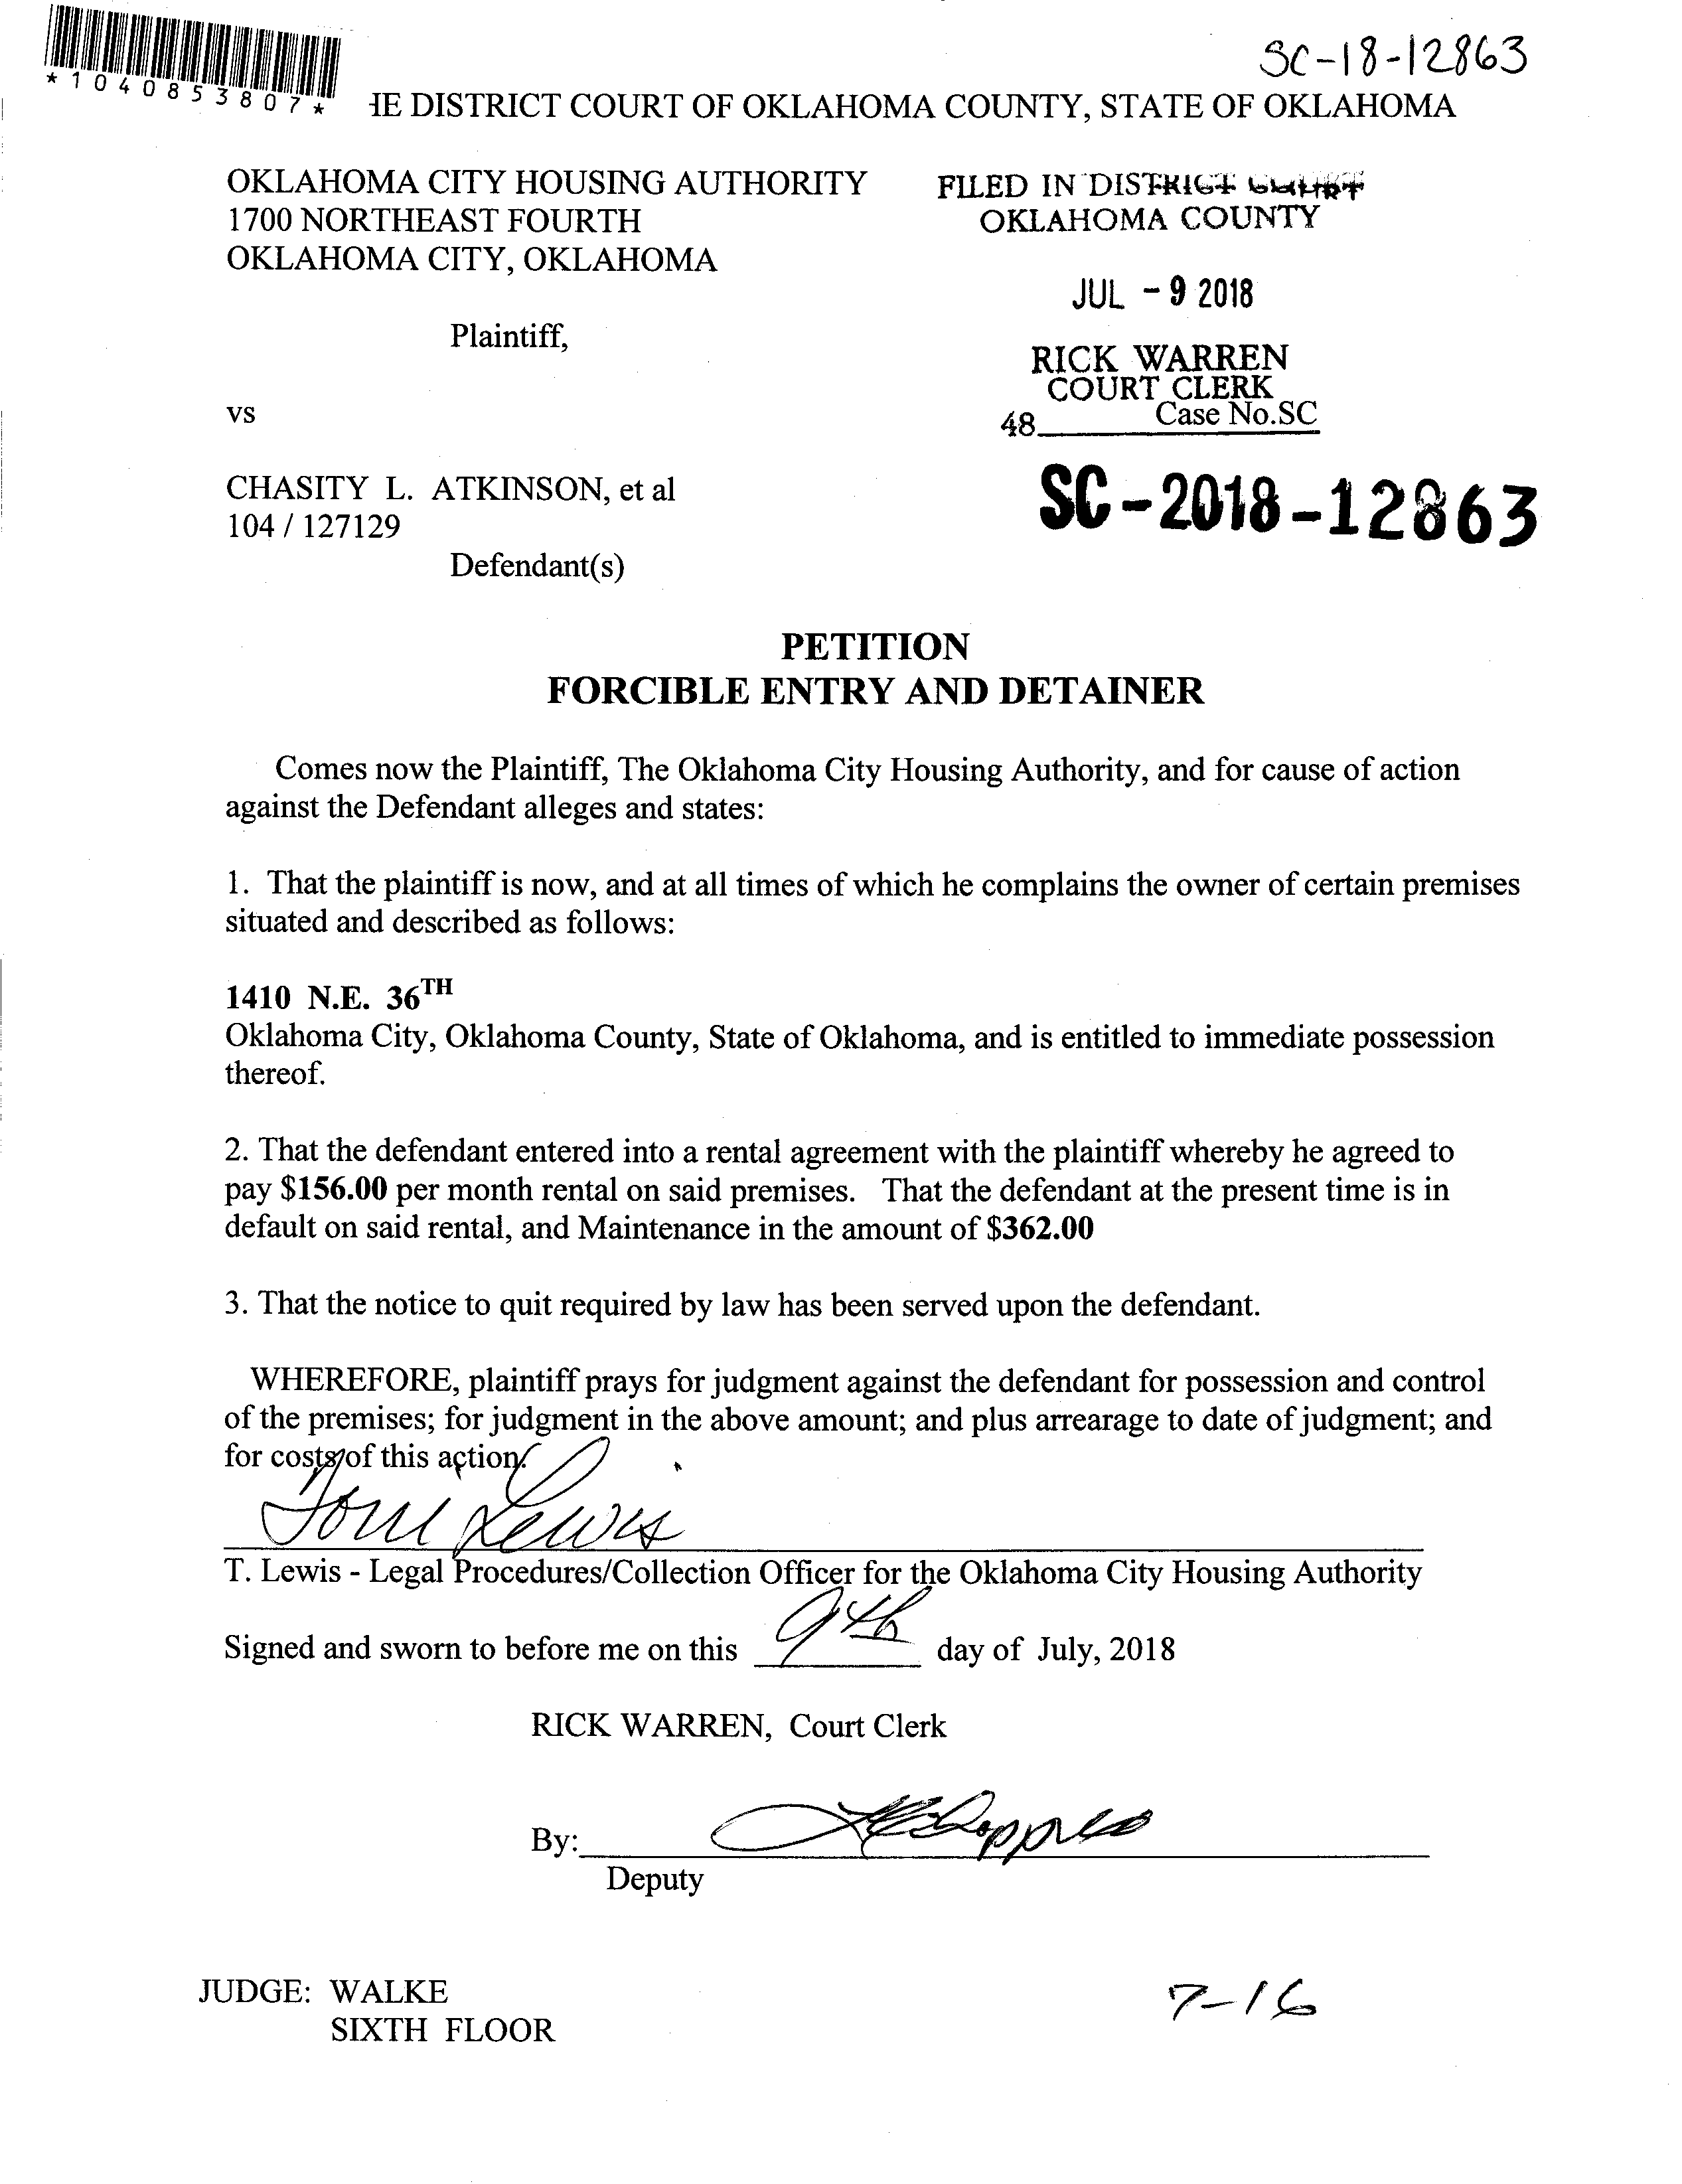 SC-18-12863
*1040853807*
HE DISTRICT COURT OF OKLAHOMA COUNTY, STATE OF OKLAHOMA
OKLAHOMA CITY HOUSING AUTHORITY
1700 NORTHEAST FOURTH
OKLAHOMA CITY, OKLAHOMA
Plaintiff,
FILED IN DISTRICT COURT
OKLAHOMA COUNTY
JUL - 9 2018
RICK WARREN
COURT CLERK
48 Case No.SC
vs
CHASITY L. ATKINSON, et al
104 / 127129
Defendant(s)
SC-2018-12863
PETITION
FORCIBLE ENTRY AND DETAINER
Comes now the Plaintiff, The Oklahoma City Housing Authority, and for cause of action
against the Defendant alleges and states:
1. That the plaintiff is now, and at all times of which he complains the owner of certain premises
situated and described as follows:
1410 N.E. 36TH
Oklahoma City, Oklahoma County, State of Oklahoma, and is entitled to immediate possession
thereof.
2. That the defendant entered into a rental agreement with the plaintiff whereby he agreed to
pay $156.00 per month rental on said premises. That the defendant at the present time is in
default on said rental, and Maintenance in the amount of $362.00
3. That the notice to quit required by law has been served upon the defendant.
WHEREFORE, plaintiff prays for judgment against the defendant for possession and control
of the premises; for judgment in the above amount; and plus arrearage to date of judgment; and
for costs of this action.
Toni Lewis
T. Lewis - Legal Procedures/Collection Officer for the Oklahoma City Housing Authority
Signed and sworn to before me on this 9th day of July, 2018
RICK WARREN, Court Clerk
By:
Deputy
JUDGE: WALKE
SIXTH FLOOR
7-16